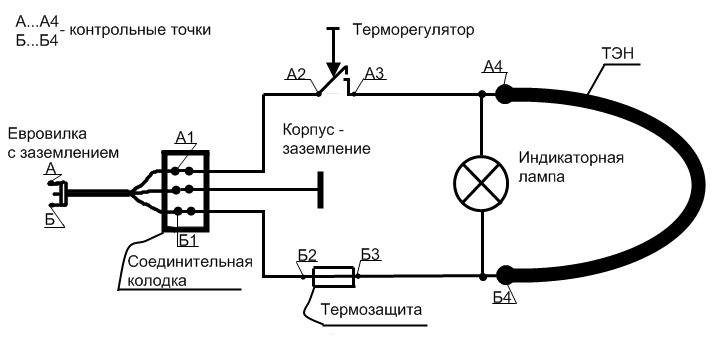 А...А4
Б...Б4
- контрольные точки
Терморегулятор
ТЭН
А2
А3
А4
Евровилка
с заземлением
А
Б
А1
Корпус -
заземление
Индикаторная
лампа
Б1
Соединительная
колодка
Б2
Б3
Б4
Термозащита